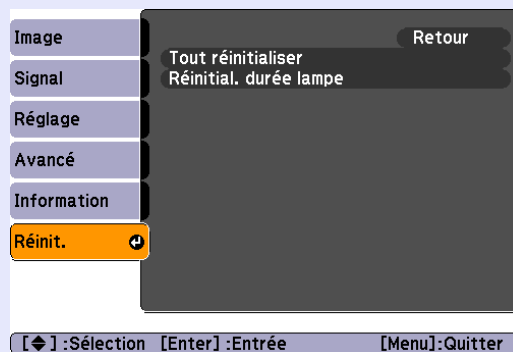 Image
Signal
Réglage
Avancé
Information
Réinit.
Retour
Tout réinitialiser
Réinitial. durée lampe
[◆] :Sélection [Enter] :Entrée [Menu]:Quitter